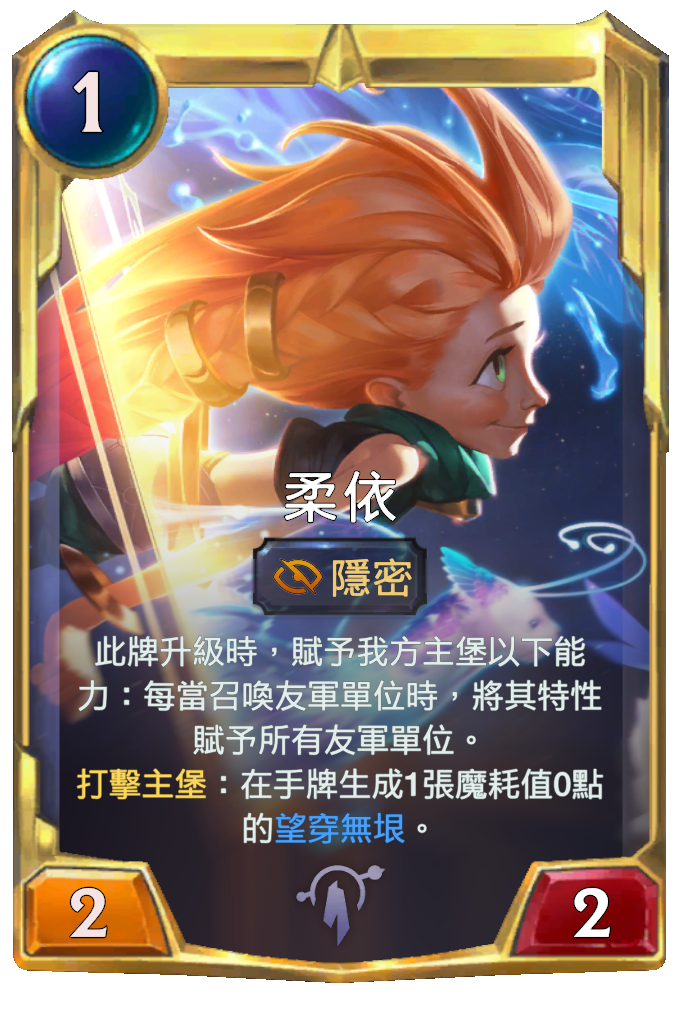 1
柔依
隱密
此牌升級時,賦予我方主堡以下能
力:每當召喚友軍單位時,將其特性
賦予所有友軍單位。
打擊主堡:在手牌生成1張魔耗值0點
的望穿無垠。
2
2